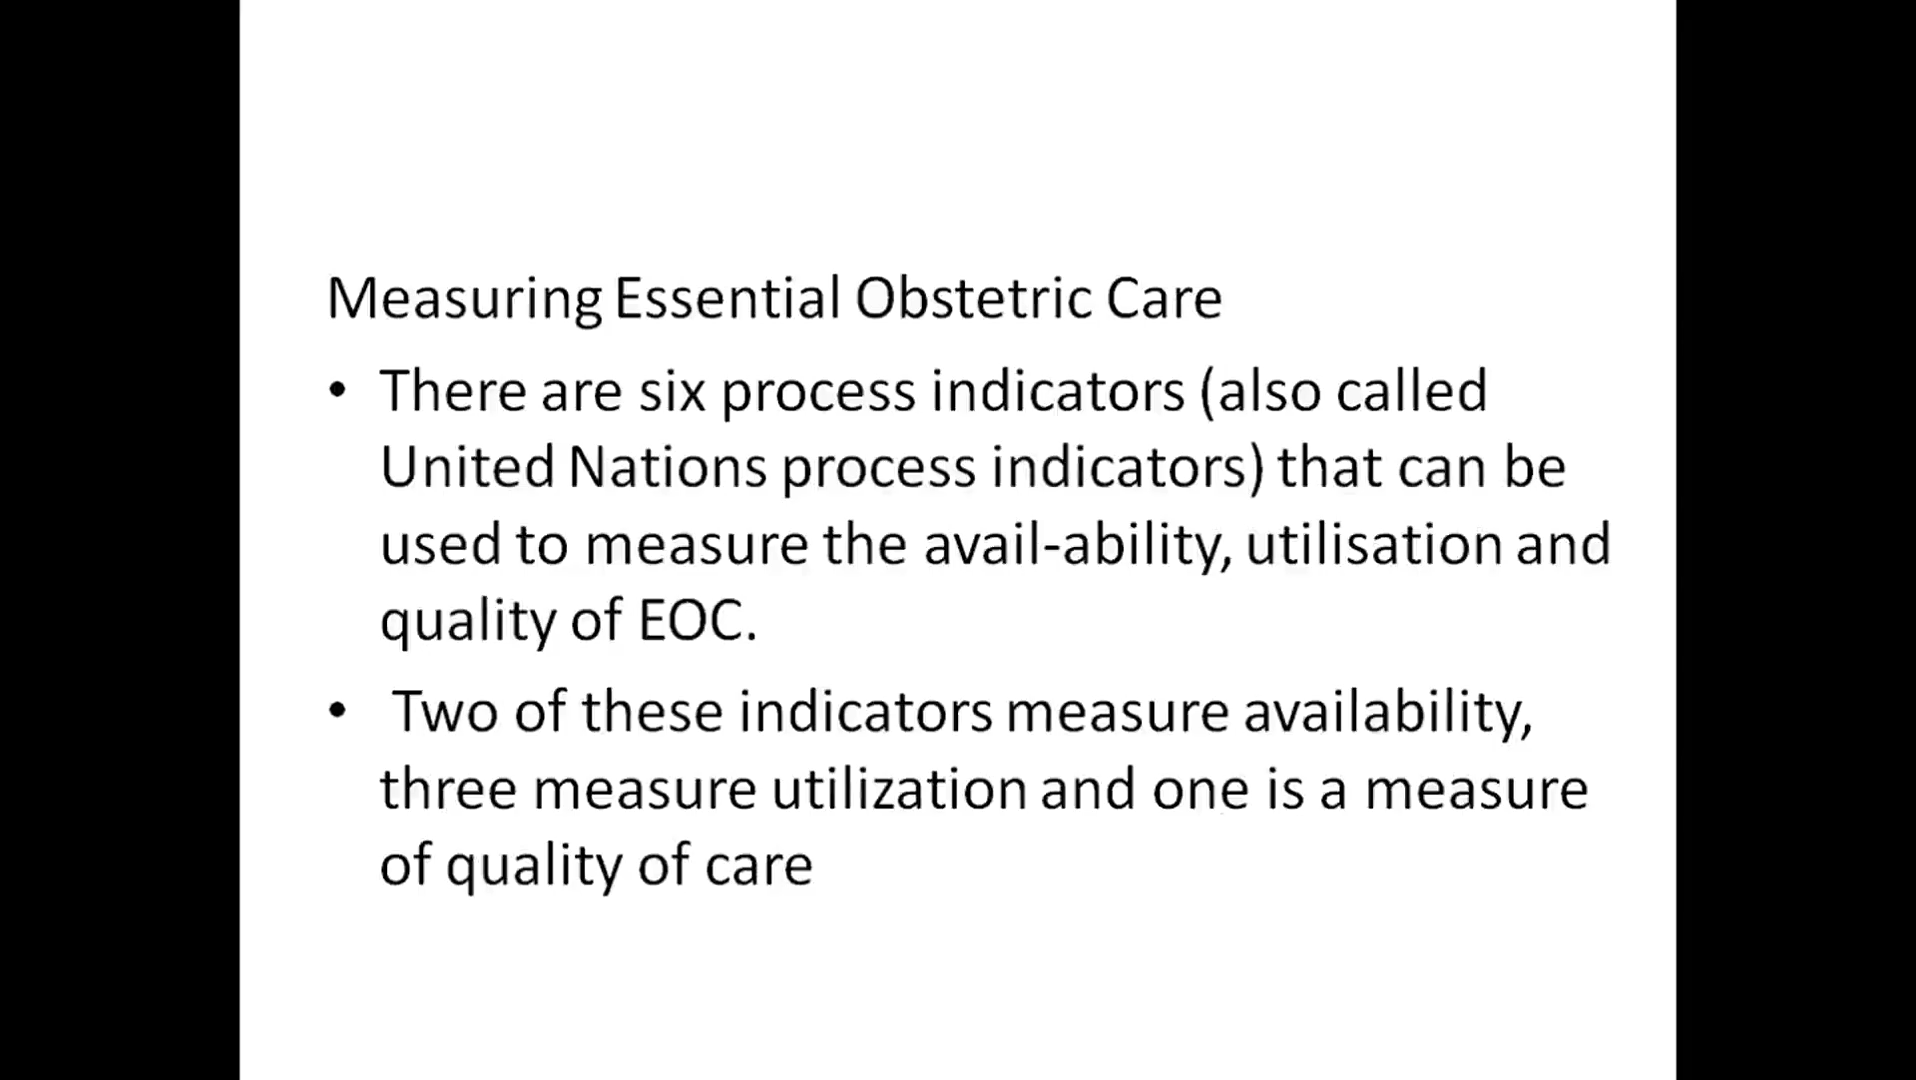 Measuring Essential Obstetric Care
• There are six process indicators (also called
United Nations process indicators) that can be
used to measure the avail-ability, utilisation and
quality of EOC.
• Two of these indicators measure availability,
three measure utilization and one is a measure
of quality of care